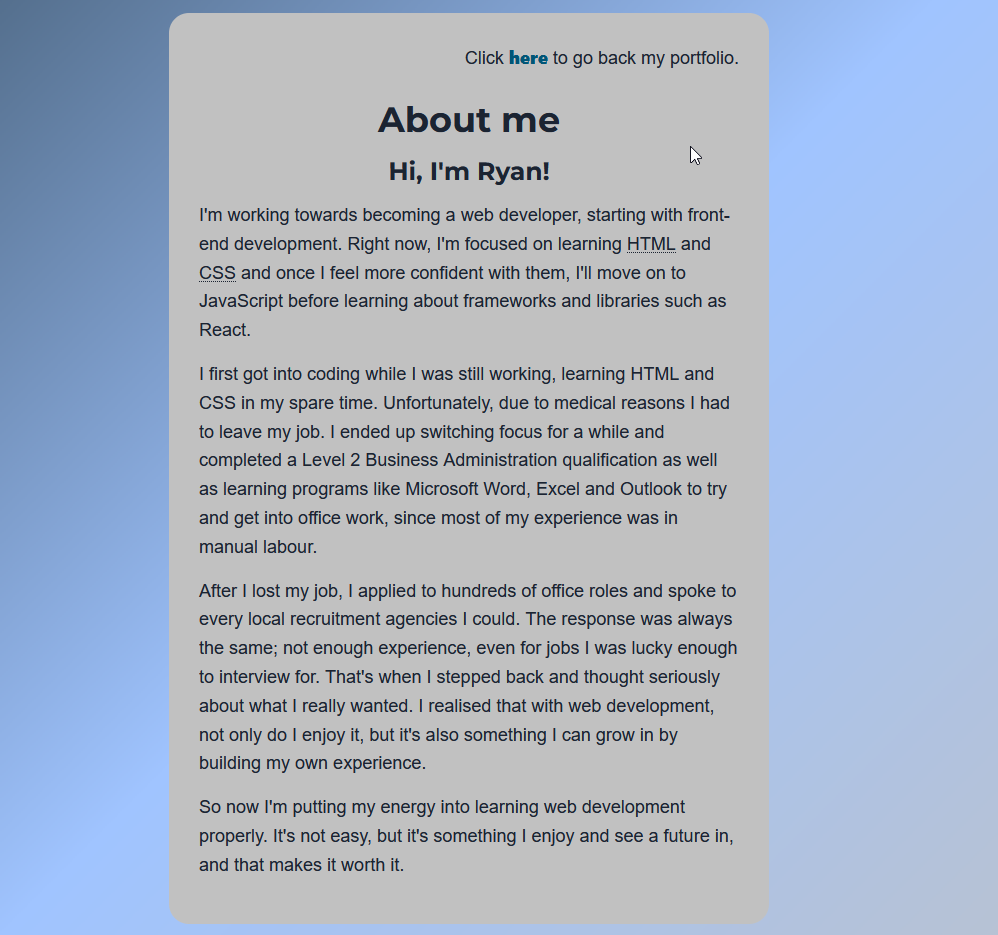 Click here to go back my portfolio.
About me
Hi, I'm Ryan!
I'm working towards becoming a web developer, starting with front-
end development. Right now, I'm focused on learning HTML and
CSS and once I feel more confident with them, I'll move on to
JavaScript before learning about frameworks and libraries such as
React.
I first got into coding while I was still working, learning HTML and
CSS in my spare time. Unfortunately, due to medical reasons I had
to leave my job. I ended up switching focus for a while and
completed a Level 2 Business Administration qualification as well
as learning programs like Microsoft Word, Excel and Outlook to try
and get into office work, since most of my experience was in
manual labour.
After I lost my job, I applied to hundreds of office roles and spoke to
every local recruitment agencies I could. The response was always
the same; not enough experience, even for jobs I was lucky enough
to interview for. That's when I stepped back and thought seriously
about what I really wanted. I realised that with web development,
not only do I enjoy it, but it's also something I can grow in by
building my own experience.
So now I'm putting my energy into learning web development
properly. It's not easy, but it's something I enjoy and see a future in,
and that makes it worth it.